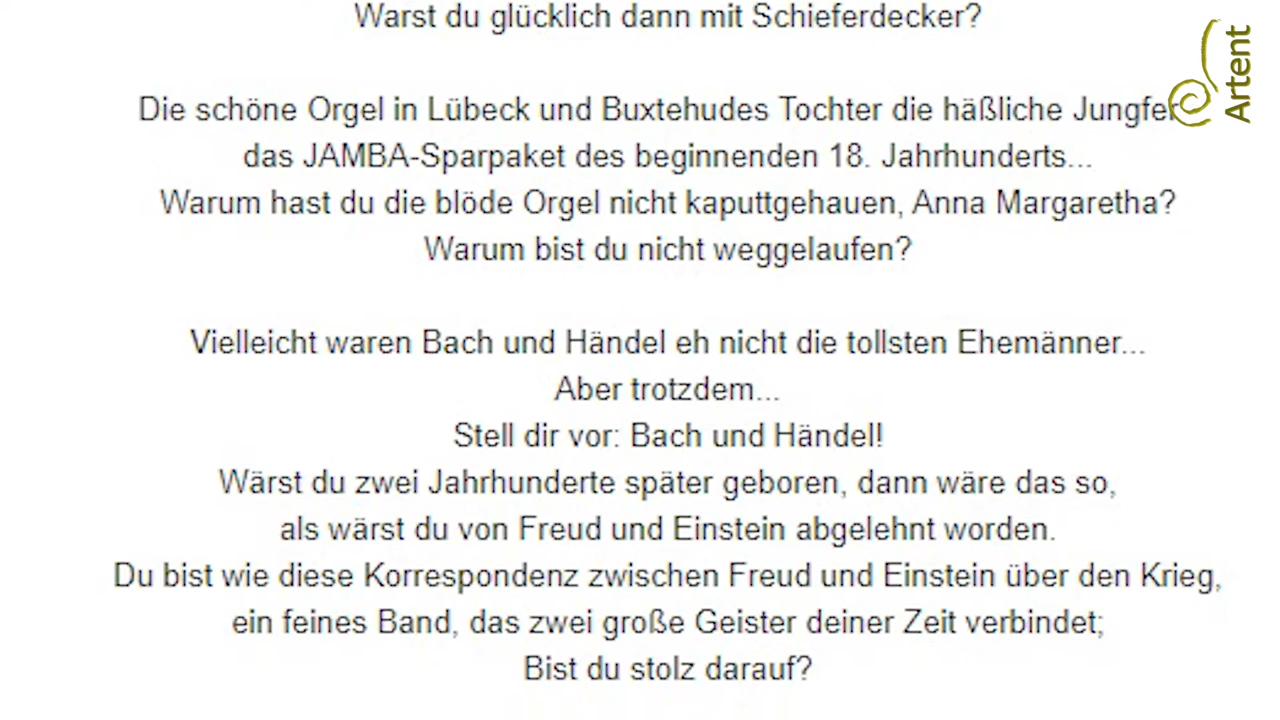 Warst du glücklich dann mit Schieferdecker?
Die schöne Orgel in Lübeck und Buxtehudes Tochter die häßliche Jungfer
das JAMBA-Sparpaket des beginnenden 18. Jahrhunderts...
Warum hast du die blöde Orgel nicht kaputtgehauen, Anna Margaretha?
Warum bist du nicht weggelaufen?
Vielleicht waren Bach und Händel eh nicht die tollsten Ehemänner...
Aber trotzdem...
Stell dir vor: Bach und Händel!
Wärst du zwei Jahrhunderte später geboren, dann wäre das so,
als wärst du von Freud und Einstein abgelehnt worden.
Du bist wie diese Korrespondenz zwischen Freud und Einstein über den Krieg,
ein feines Band, das zwei große Geister deiner Zeit verbindet;
Bist du stolz darauf?
Artent